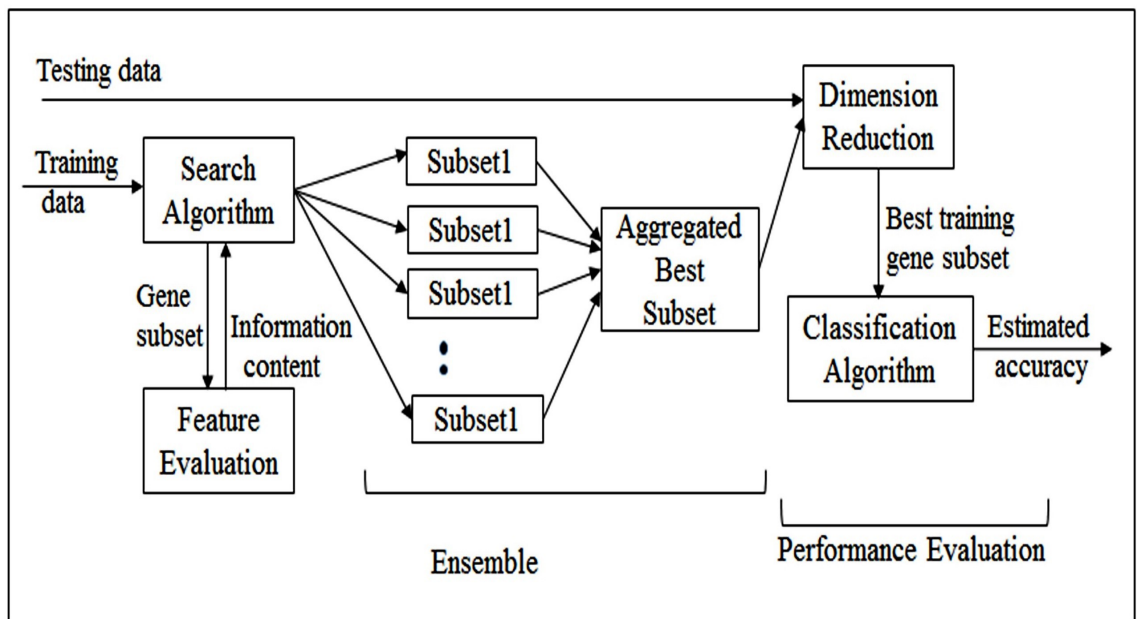 Testing data
Training
data
Search
Algorithm
Gene
subset
Information
content
Feature
Evaluation
Subset1
Subset1
Subset1
Subset1
Aggregated
Best
Subset
Dimension
Reduction
Best training
gene subset
Classification
Algorithm
Estimated
accuracy
Ensemble
Performance Evaluation